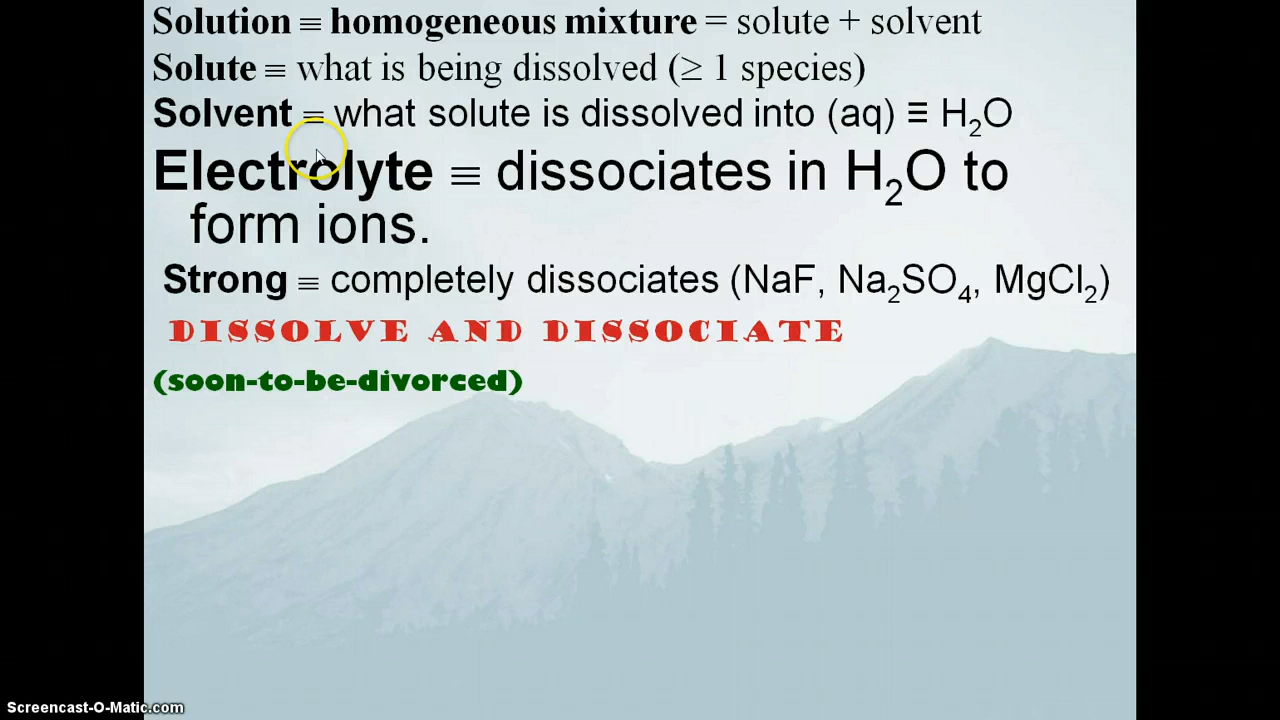 Solution ≡ homogeneous mixture = solute + solvent
Solute ≡ what is being dissolved (≥ 1 species)
Solvent ≡ what solute is dissolved into (aq) ≡ H₂O
Electrolyte ≡ dissociates in H₂O to
form ions.
Strong ≡ completely dissociates (NaF, Na₂SO₄, MgCl₂)
DISSOLVE AND DISSOCIATE
(soon-to-be-divorced)
Screencast-O-Matic.com